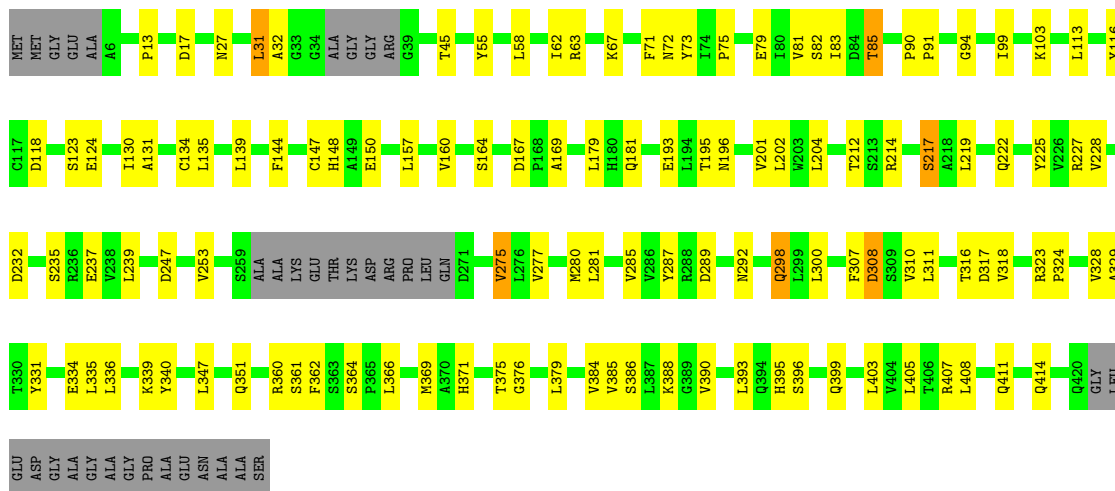 MET MET GLY GLU ALA A6 P13 D17 N27 L31 A32 G33 G34 ALA GLY GLY ARG G39 T45 Y55 L58 I62 R63 K67 F71 N72 Y73 I74 P75 E79 I80 V81 S82 I83 D84 T85 P90 P91 G94 I99 K103 L113
C117 D118 S123 E124 I130 A131 C134 L135 L139 F144 C147 H148 A149 E150 L157 V160 S164 D167 P168 A169 L179 H180 Q181 E193 L194 T195 N196 V201 L202 W203 L204 T212 S213 R214 S217 A218 L219 Q222 Y225 V226 R227 V228
D232 S235 R236 E237 V238 L239 D247 V253 S259 ALA ALA LYS GLU THR LYS ASP ARG PRO LEU GLN D271 V275 L276 V277 M280 L281 V285 V286 Y287 R288 D289 N292 Q298 L299 L300 F307 D308 S309 V310 L311 T316 D317 V318 R323 P324 V328 A329
T330 Y331 E334 L335 L336 K339 Y340 L347 Q351 R360 S361 F362 S363 S364 P365 L366 M369 A370 H371 T375 G376 L379 V384 V385 S386 L387 K388 G389 V390 L393 Q394 H395 S396 Q399 L403 V404 L405 T406 R407 L408 Q411 Q414 Q420 GLY LEU
GLU ASP GLY ALA GLY ALA GLY PRO ALA GLU ASN ALA ALA SER